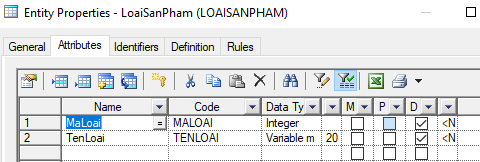 Entity Properties - LoaiSanPham (LOAISANPHAM)
General Attributes Identifiers Definition Rules
Name Code Data Ty M P D
1 MaLoai = MALOAI Integer <N
2 TenLoai TENLOAI Variable m 20 <N